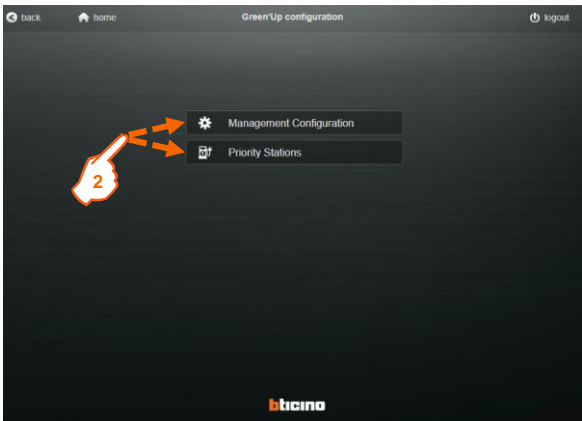 back home Green'Up configuration logout
Management Configuration
Priority Stations
2
bticino